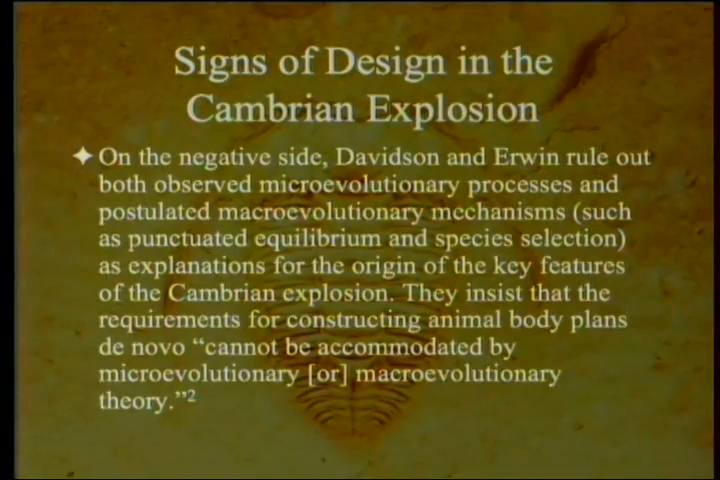 Signs of Design in the
Cambrian Explosion
✦ On the negative side, Davidson and Erwin rule out
both observed microevolutionary processes and
postulated macroevolutionary mechanisms (such
as punctuated equilibrium and species selection)
as explanations for the origin of the key features
of the Cambrian explosion. They insist that the
requirements for constructing animal body plans
de novo “cannot be accommodated by
microevolutionary [or] macroevolutionary
theory.”²